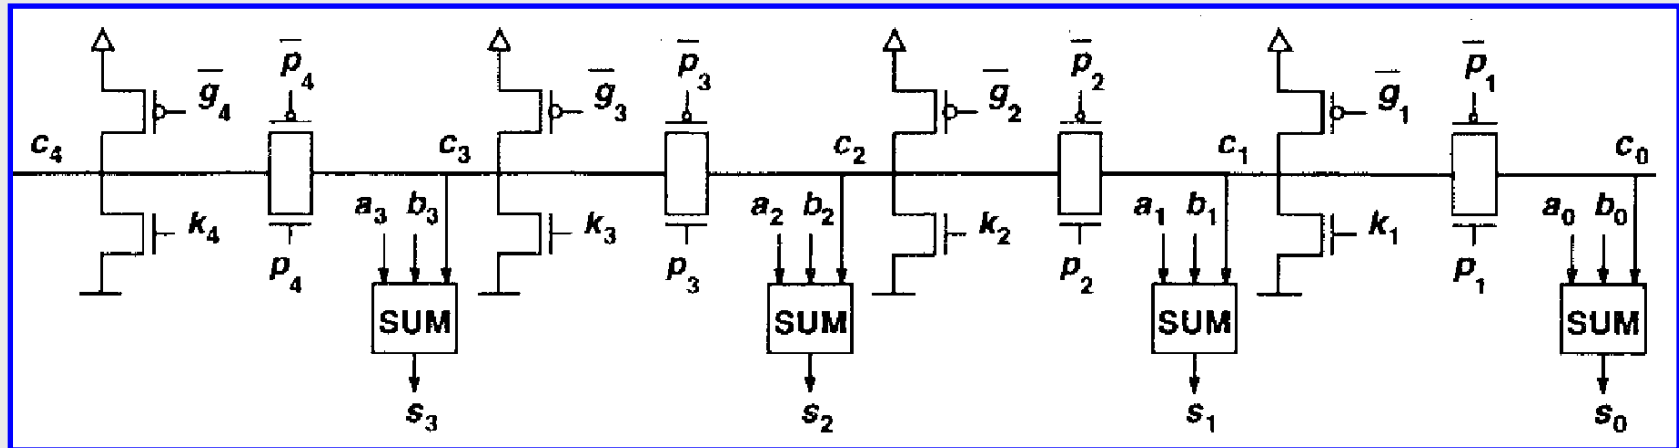 p̅₄ p̅₃ p̅₂ p̅₁
g̅₄ g̅₃ g̅₂ g̅₁
c₄ c₃ c₂ c₁ c₀
a₃ b₃ a₂ b₂ a₁ b₁ a₀ b₀
k₄ k₃ k₂ k₁
p₄ p₃ p₂ p₁
SUM SUM SUM SUM
s₃ s₂ s₁ s₀